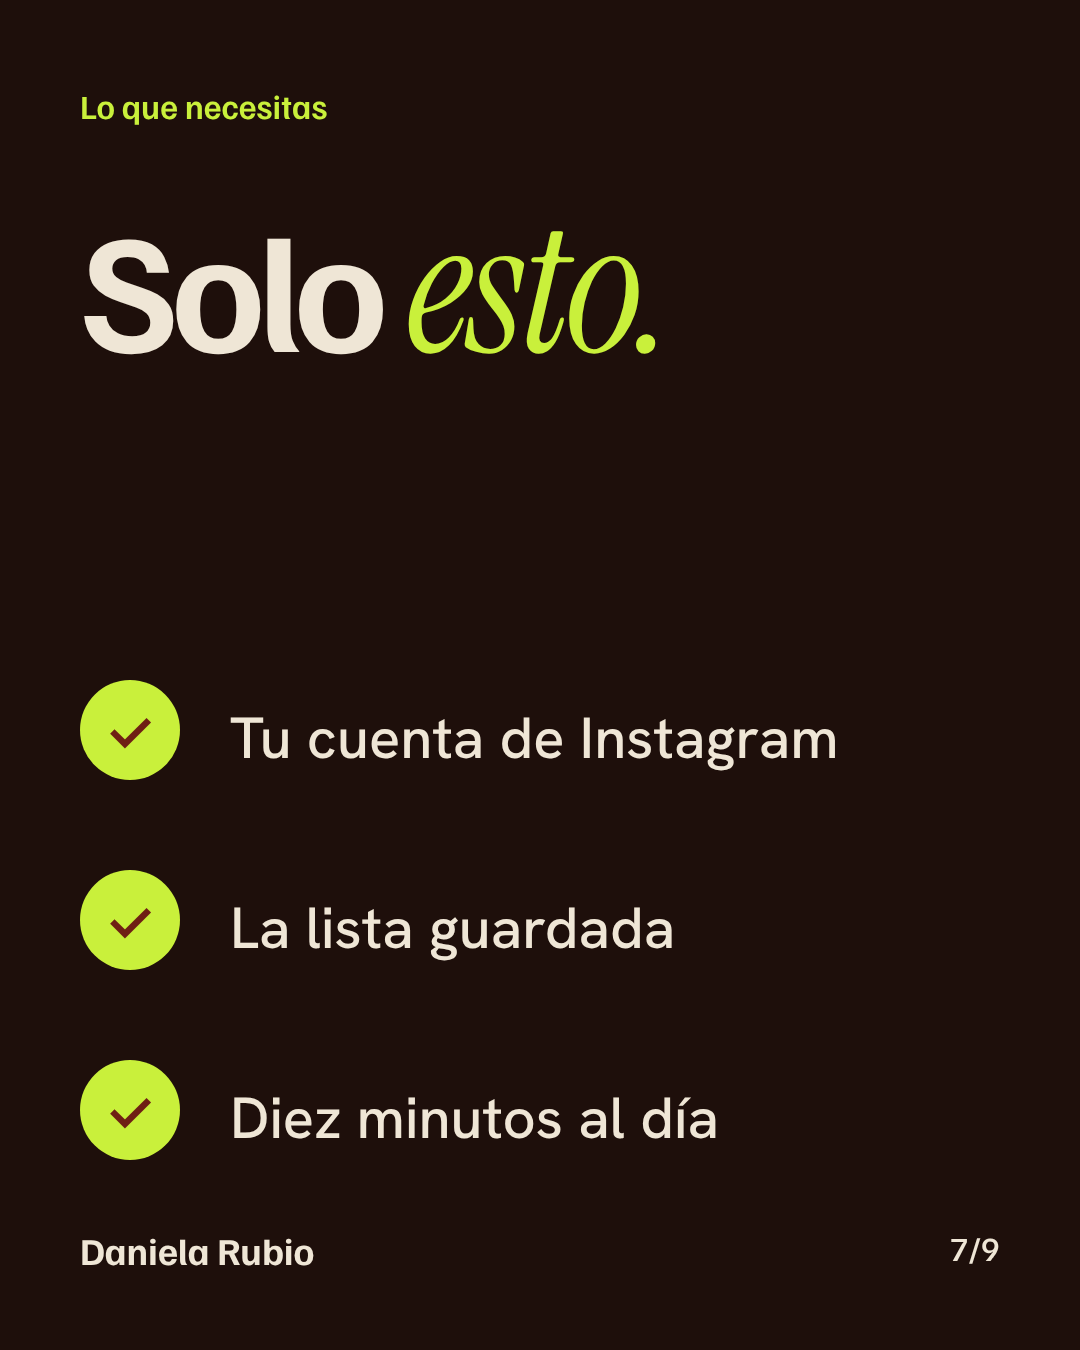 Lo que necesitas
Solo esto.
Tu cuenta de Instagram
La lista guardada
Diez minutos al día
Daniela Rubio
7/9